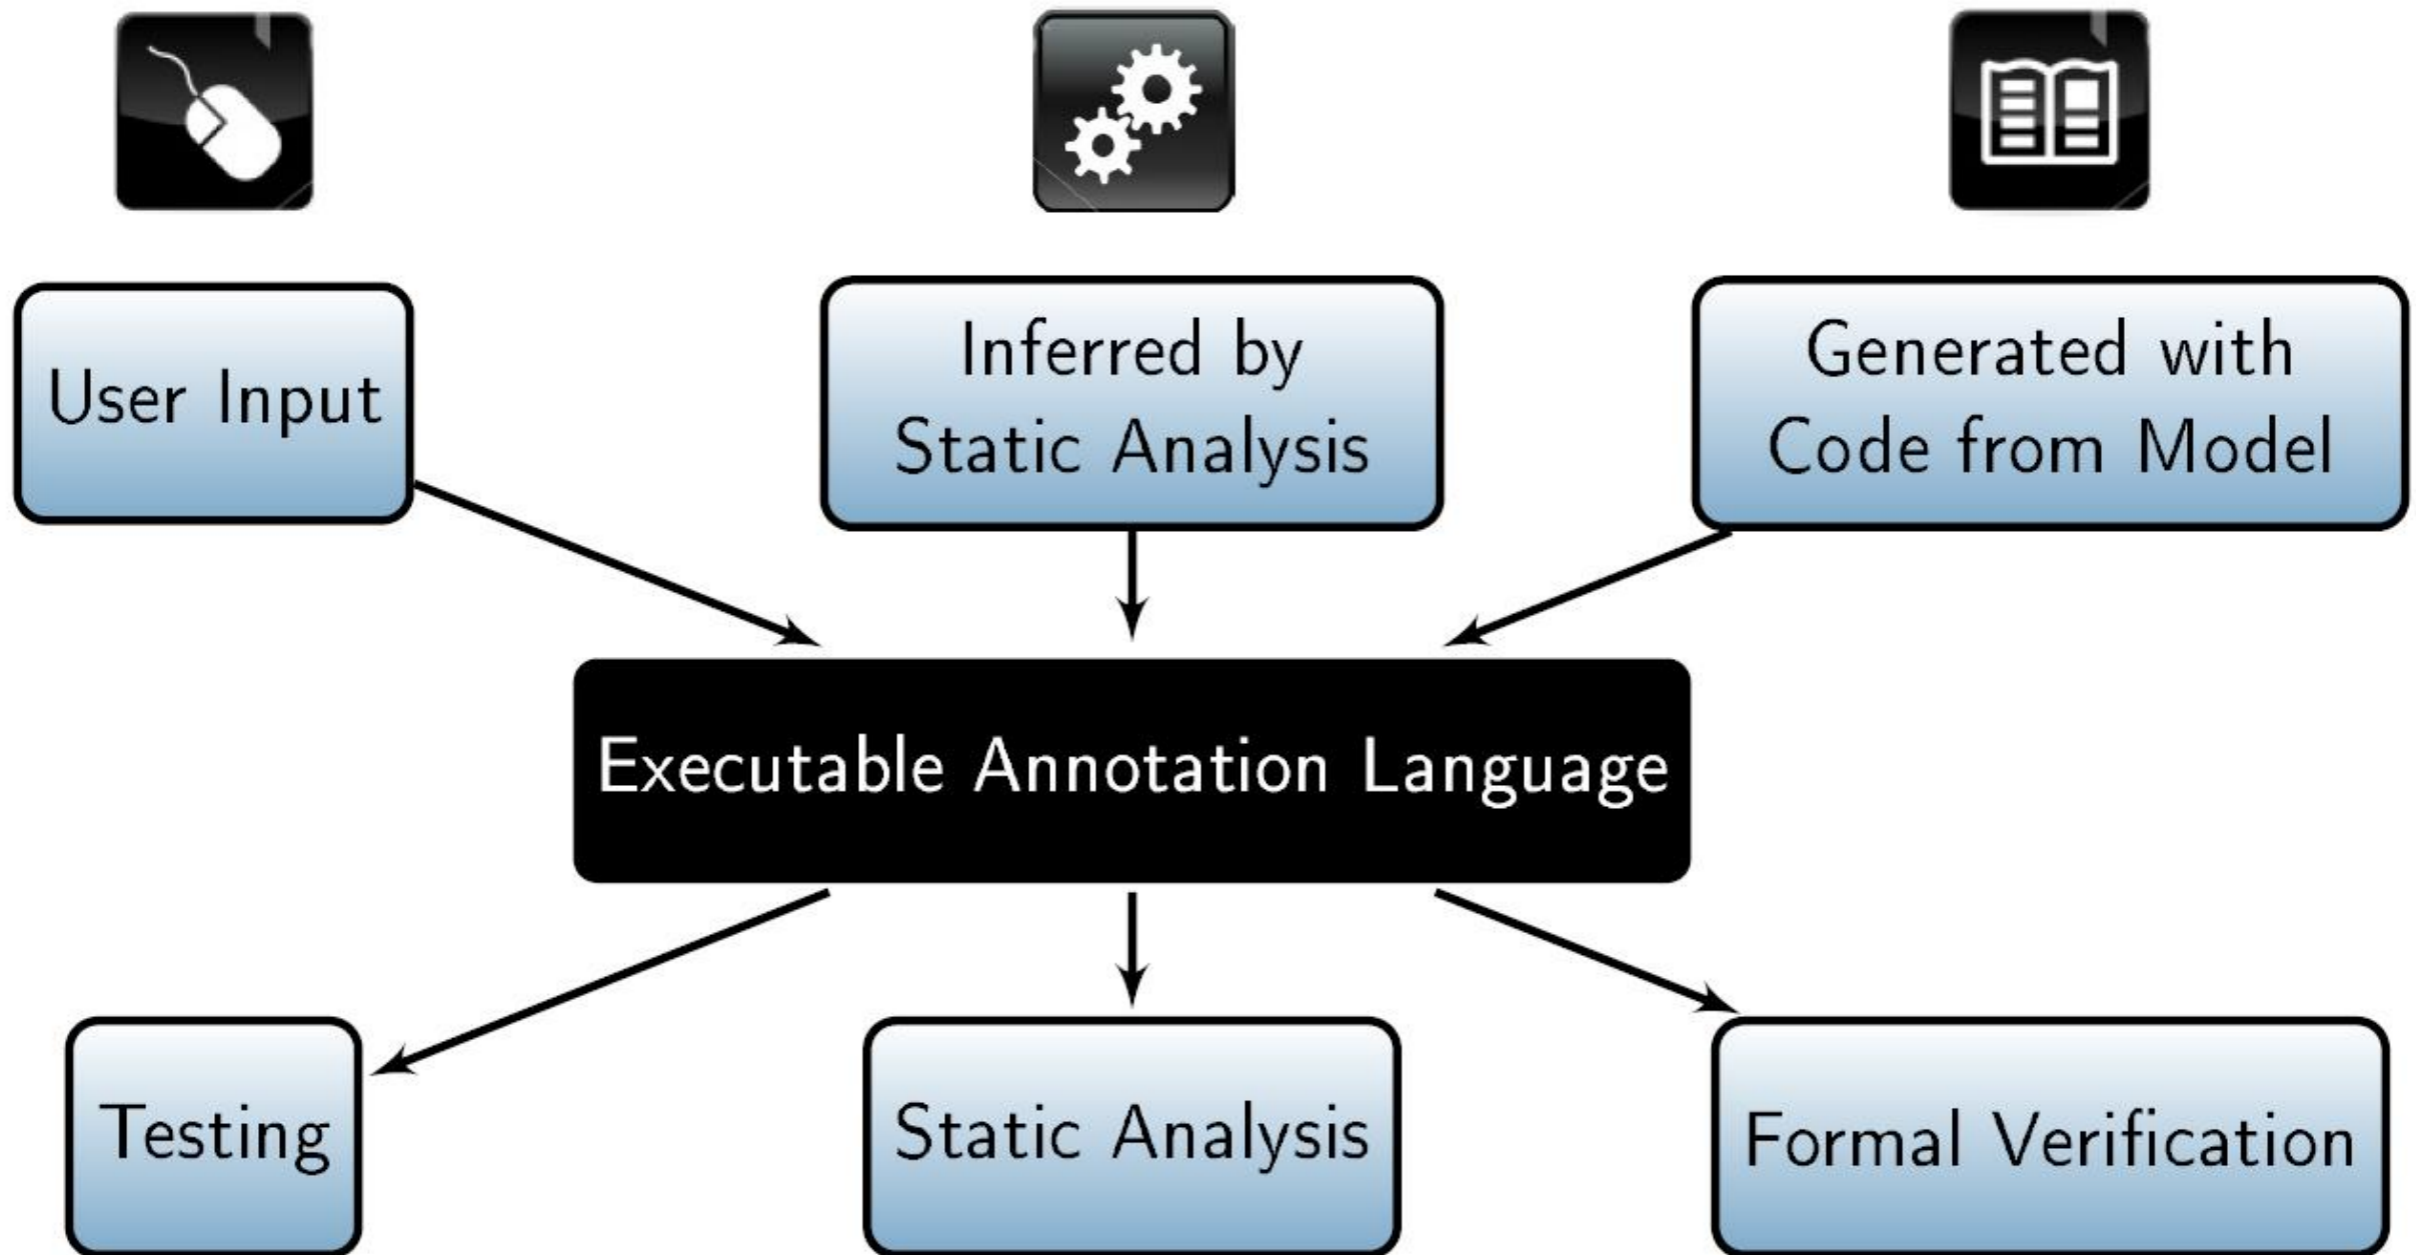 User Input
Inferred by
Static Analysis
Generated with
Code from Model
Executable Annotation Language
Testing
Static Analysis
Formal Verification